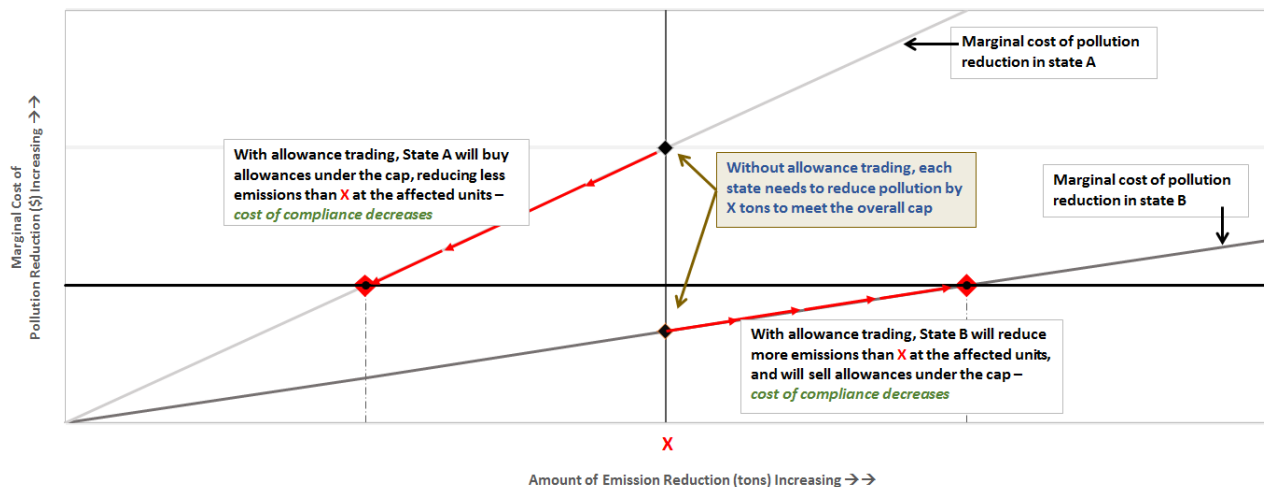 Marginal cost of pollution
reduction in state A
With allowance trading, State A will buy
allowances under the cap, reducing less
emissions than X at the affected units –
cost of compliance decreases
Without allowance trading, each
state needs to reduce pollution by
X tons to meet the overall cap
Marginal cost of pollution
reduction in state B
Marginal Cost of
Pollution Reduction ($) Increasing →→
With allowance trading, State B will reduce
more emissions than X at the affected units,
and will sell allowances under the cap –
cost of compliance decreases
X
Amount of Emission Reduction (tons) Increasing →→